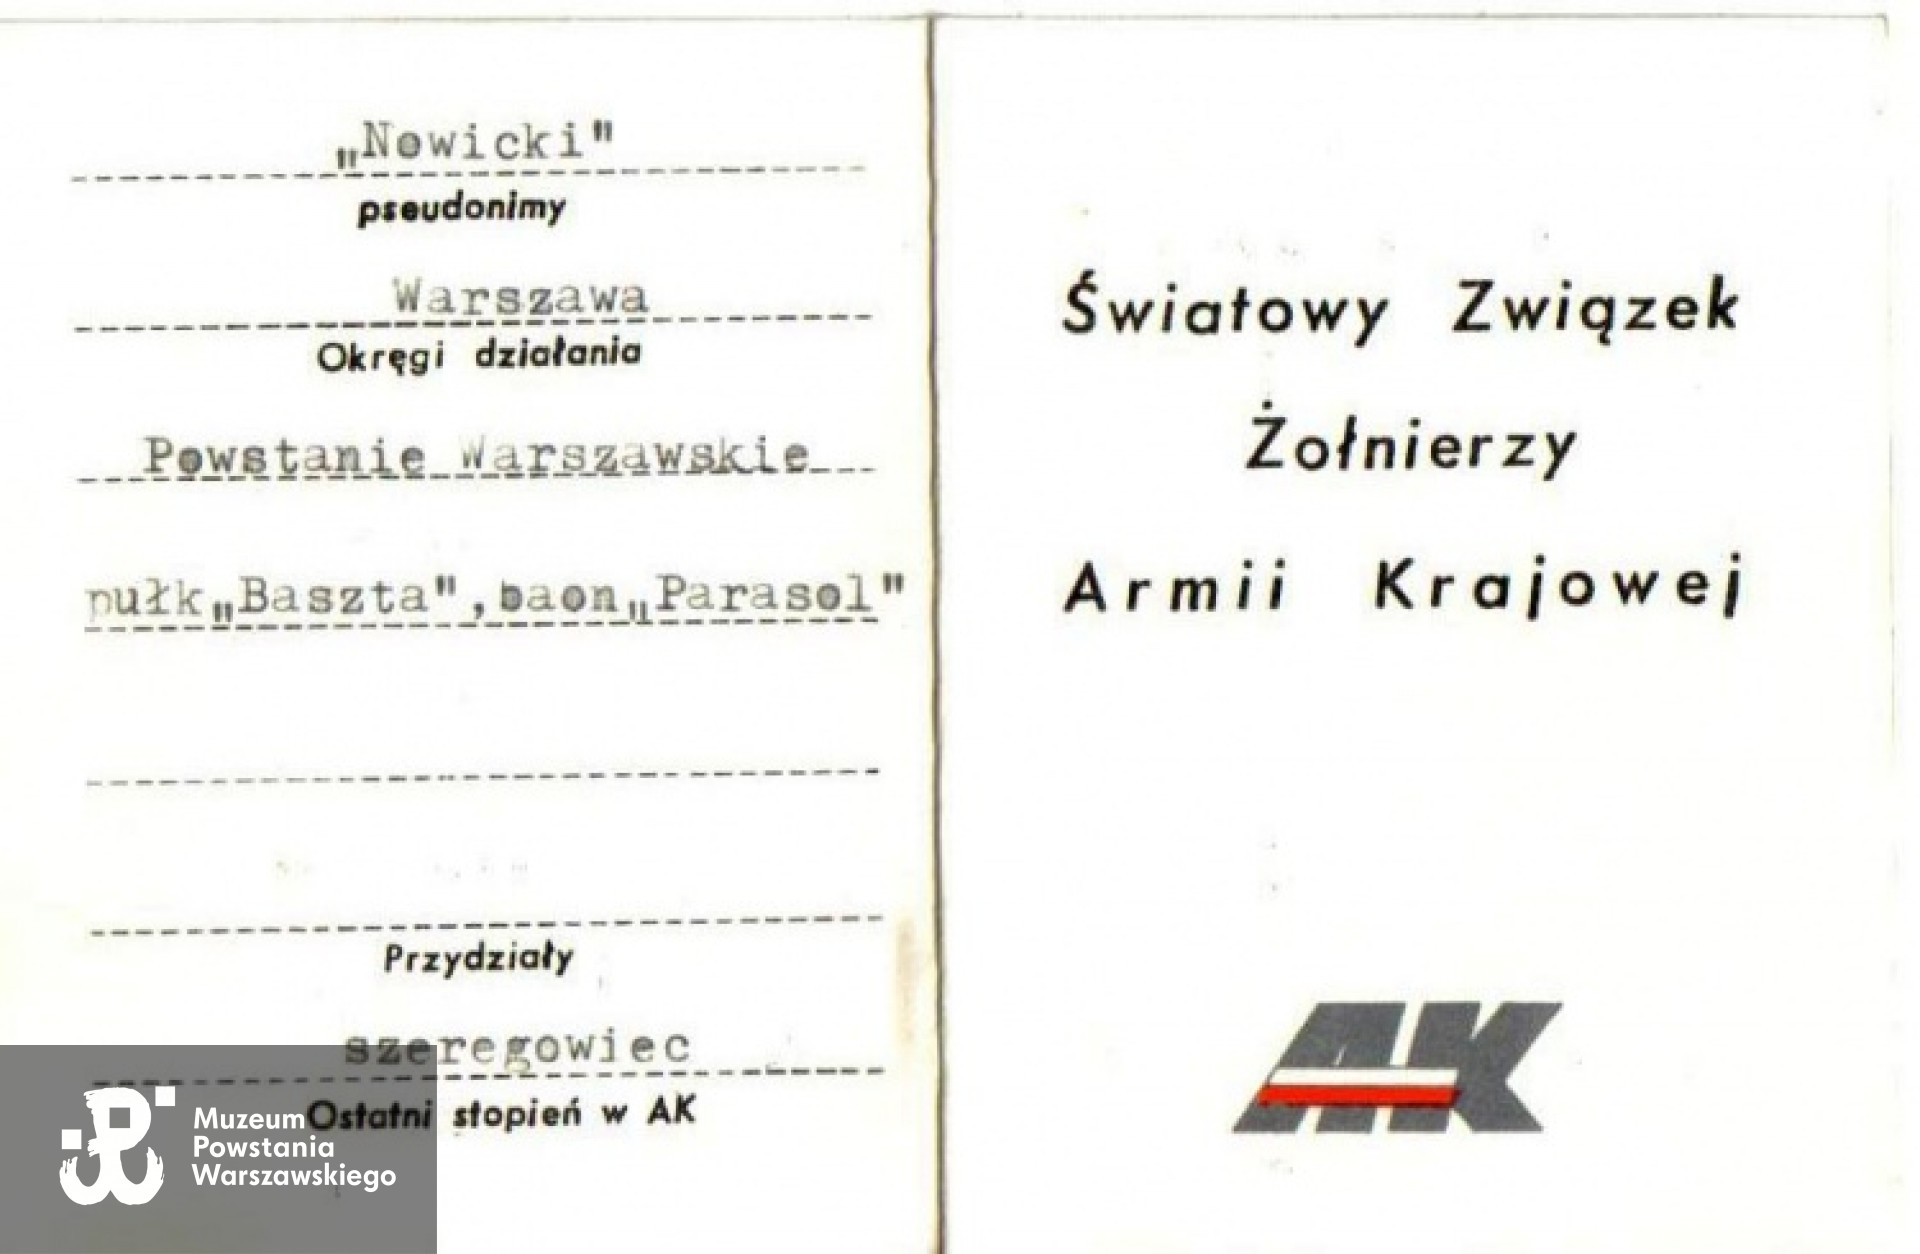 „Nowicki"
pseudonimy
Warszawa
Okręgi działania
Powstanie Warszawskie
pułk„Baszta",baon„Parasol"
Przydziały
szeregowiec
Ostatni stopień w AK
Muzeum
Powstania
Warszawskiego
Światowy Związek
Żołnierzy
Armii Krajowej
AK